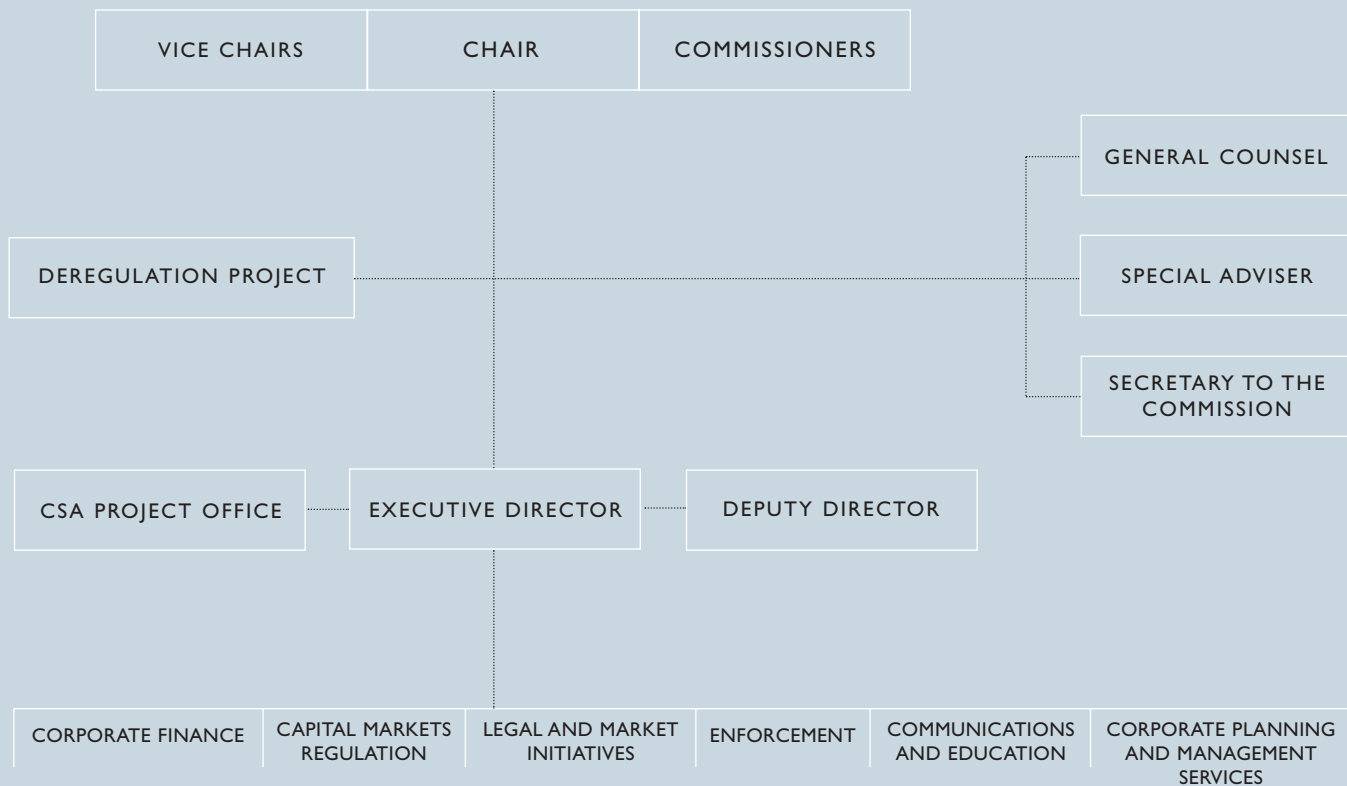 VICE CHAIRS
CHAIR
COMMISSIONERS
GENERAL COUNSEL
DEREGULATION PROJECT
SPECIAL ADVISER
SECRETARY TO THE
COMMISSION
CSA PROJECT OFFICE
EXECUTIVE DIRECTOR
DEPUTY DIRECTOR
CORPORATE FINANCE
CAPITAL MARKETS
REGULATION
LEGAL AND MARKET
INITIATIVES
ENFORCEMENT
COMMUNICATIONS
AND EDUCATION
CORPORATE PLANNING
AND MANAGEMENT
SERVICES